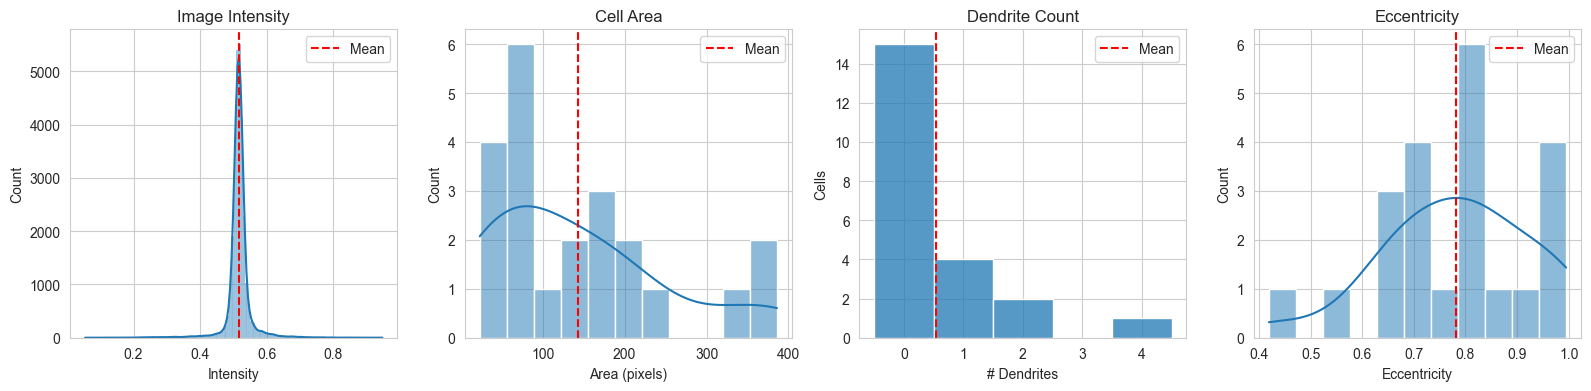 Image Intensity
Mean
5000
4000
3000
2000
1000
0
Count
0.2 0.4 0.6 0.8
Intensity
Cell Area
Mean
6
5
4
3
2
1
0
Count
100 200 300 400
Area (pixels)
Dendrite Count
Mean
14
12
10
8
6
4
2
0
Cells
0 1 2 3 4
# Dendrites
Eccentricity
Mean
6
5
4
3
2
1
0
Count
0.4 0.5 0.6 0.7 0.8 0.9 1.0
Eccentricity